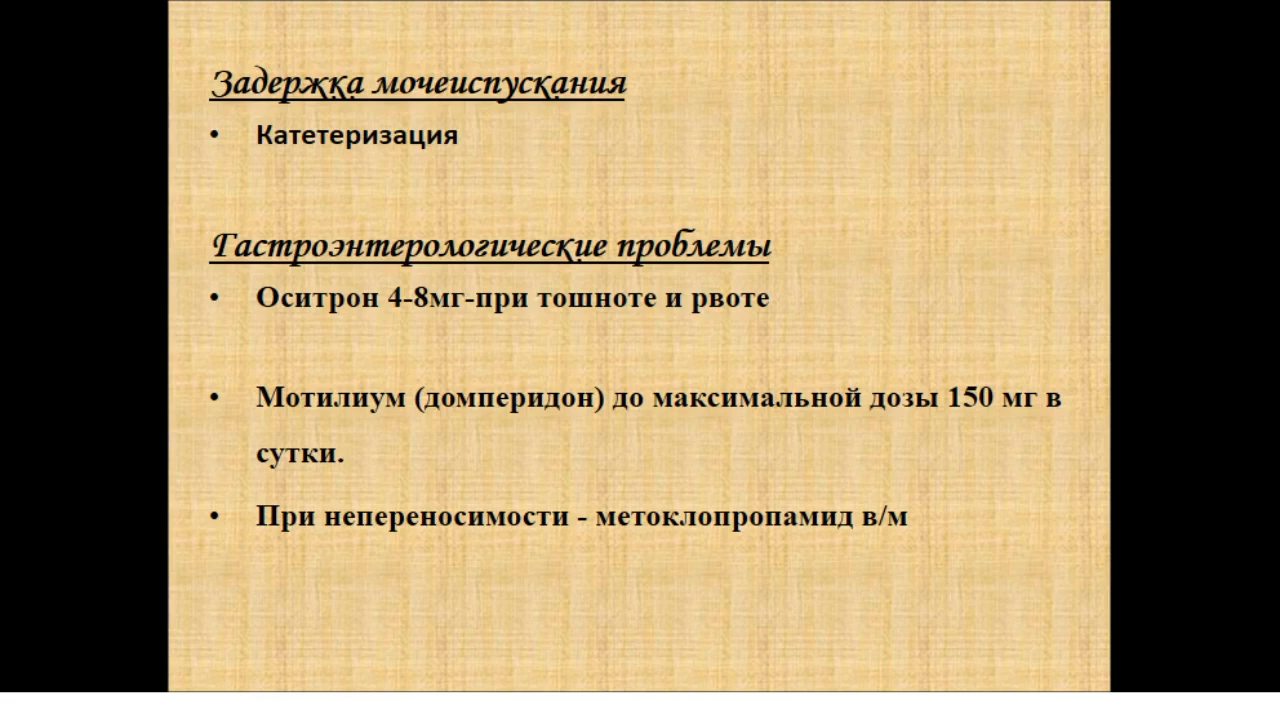 Задержка мочеиспускания
• Катетеризация
Гастроэнтерологические проблемы
• Оситрон 4-8мг-при тошноте и рвоте
• Мотилиум (домперидон) до максимальной дозы 150 мг в
сутки.
• При непереносимости - метоклопропамид в/м